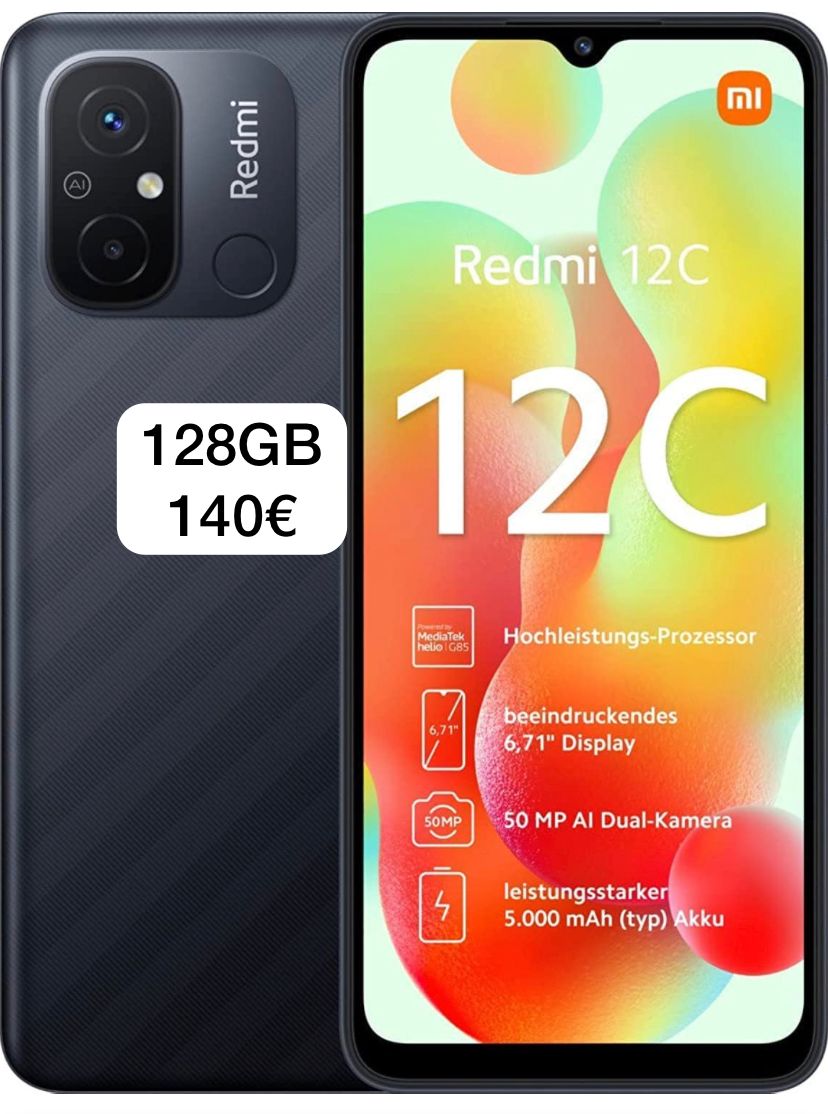 AI
Redmi
128GB
140€
mi
Redmi 12C
12C
Powered by
MediaTek
helio | G85
Hochleistungs-Prozessor
6,71"
beeindruckendes
6,71" Display
50MP
50 MP AI Dual-Kamera
leistungsstarker
5.000 mAh (typ) Akku